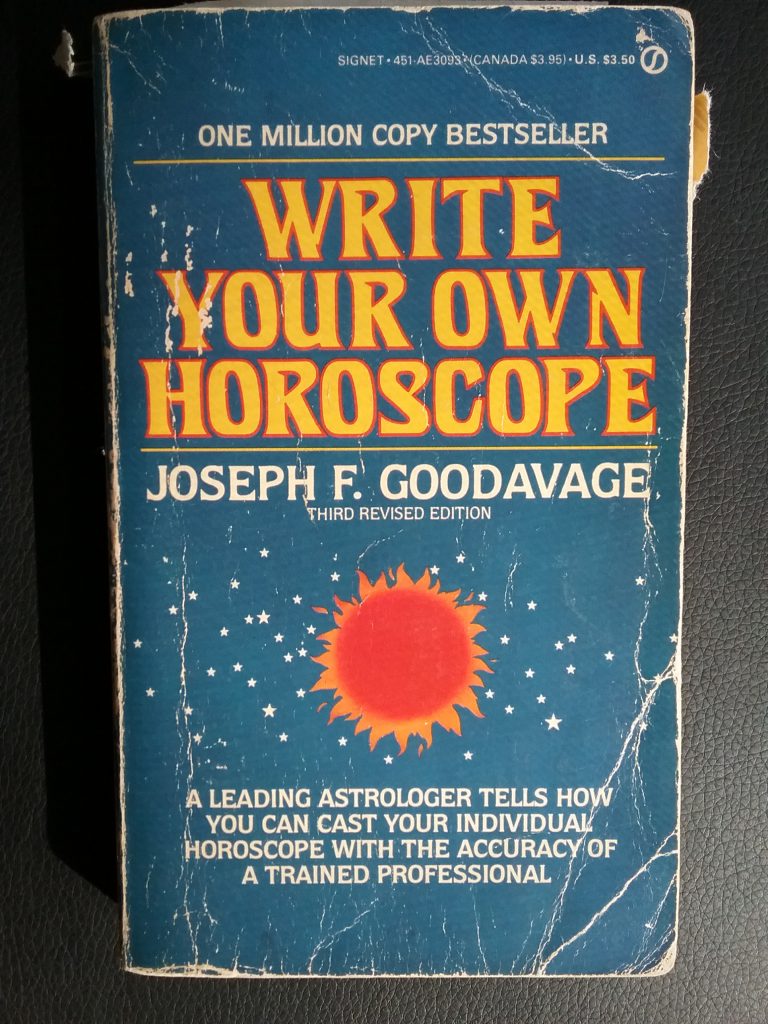 SIGNET • 451-AE3093 • (CANADA $3.95) • U.S. $3.50
ONE MILLION COPY BESTSELLER
WRITE
YOUR OWN
HOROSCOPE
JOSEPH F. GOODAVAGE
THIRD REVISED EDITION
A LEADING ASTROLOGER TELLS HOW
YOU CAN CAST YOUR INDIVIDUAL
HOROSCOPE WITH THE ACCURACY OF
A TRAINED PROFESSIONAL